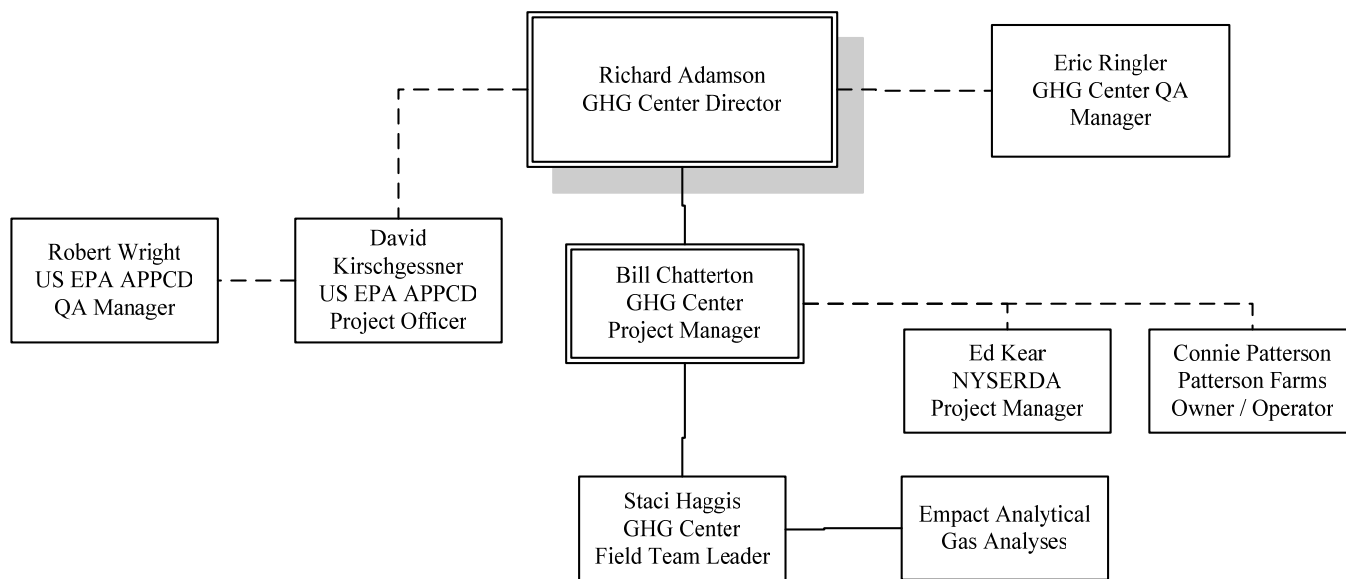 Richard Adamson
GHG Center Director
Eric Ringler
GHG Center QA
Manager
Robert Wright
US EPA APPCD
QA Manager
David
Kirschgessner
US EPA APPCD
Project Officer
Bill Chatterton
GHG Center
Project Manager
Ed Kear
NYSERDA
Project Manager
Connie Patterson
Patterson Farms
Owner / Operator
Staci Haggis
GHG Center
Field Team Leader
Empact Analytical
Gas Analyses